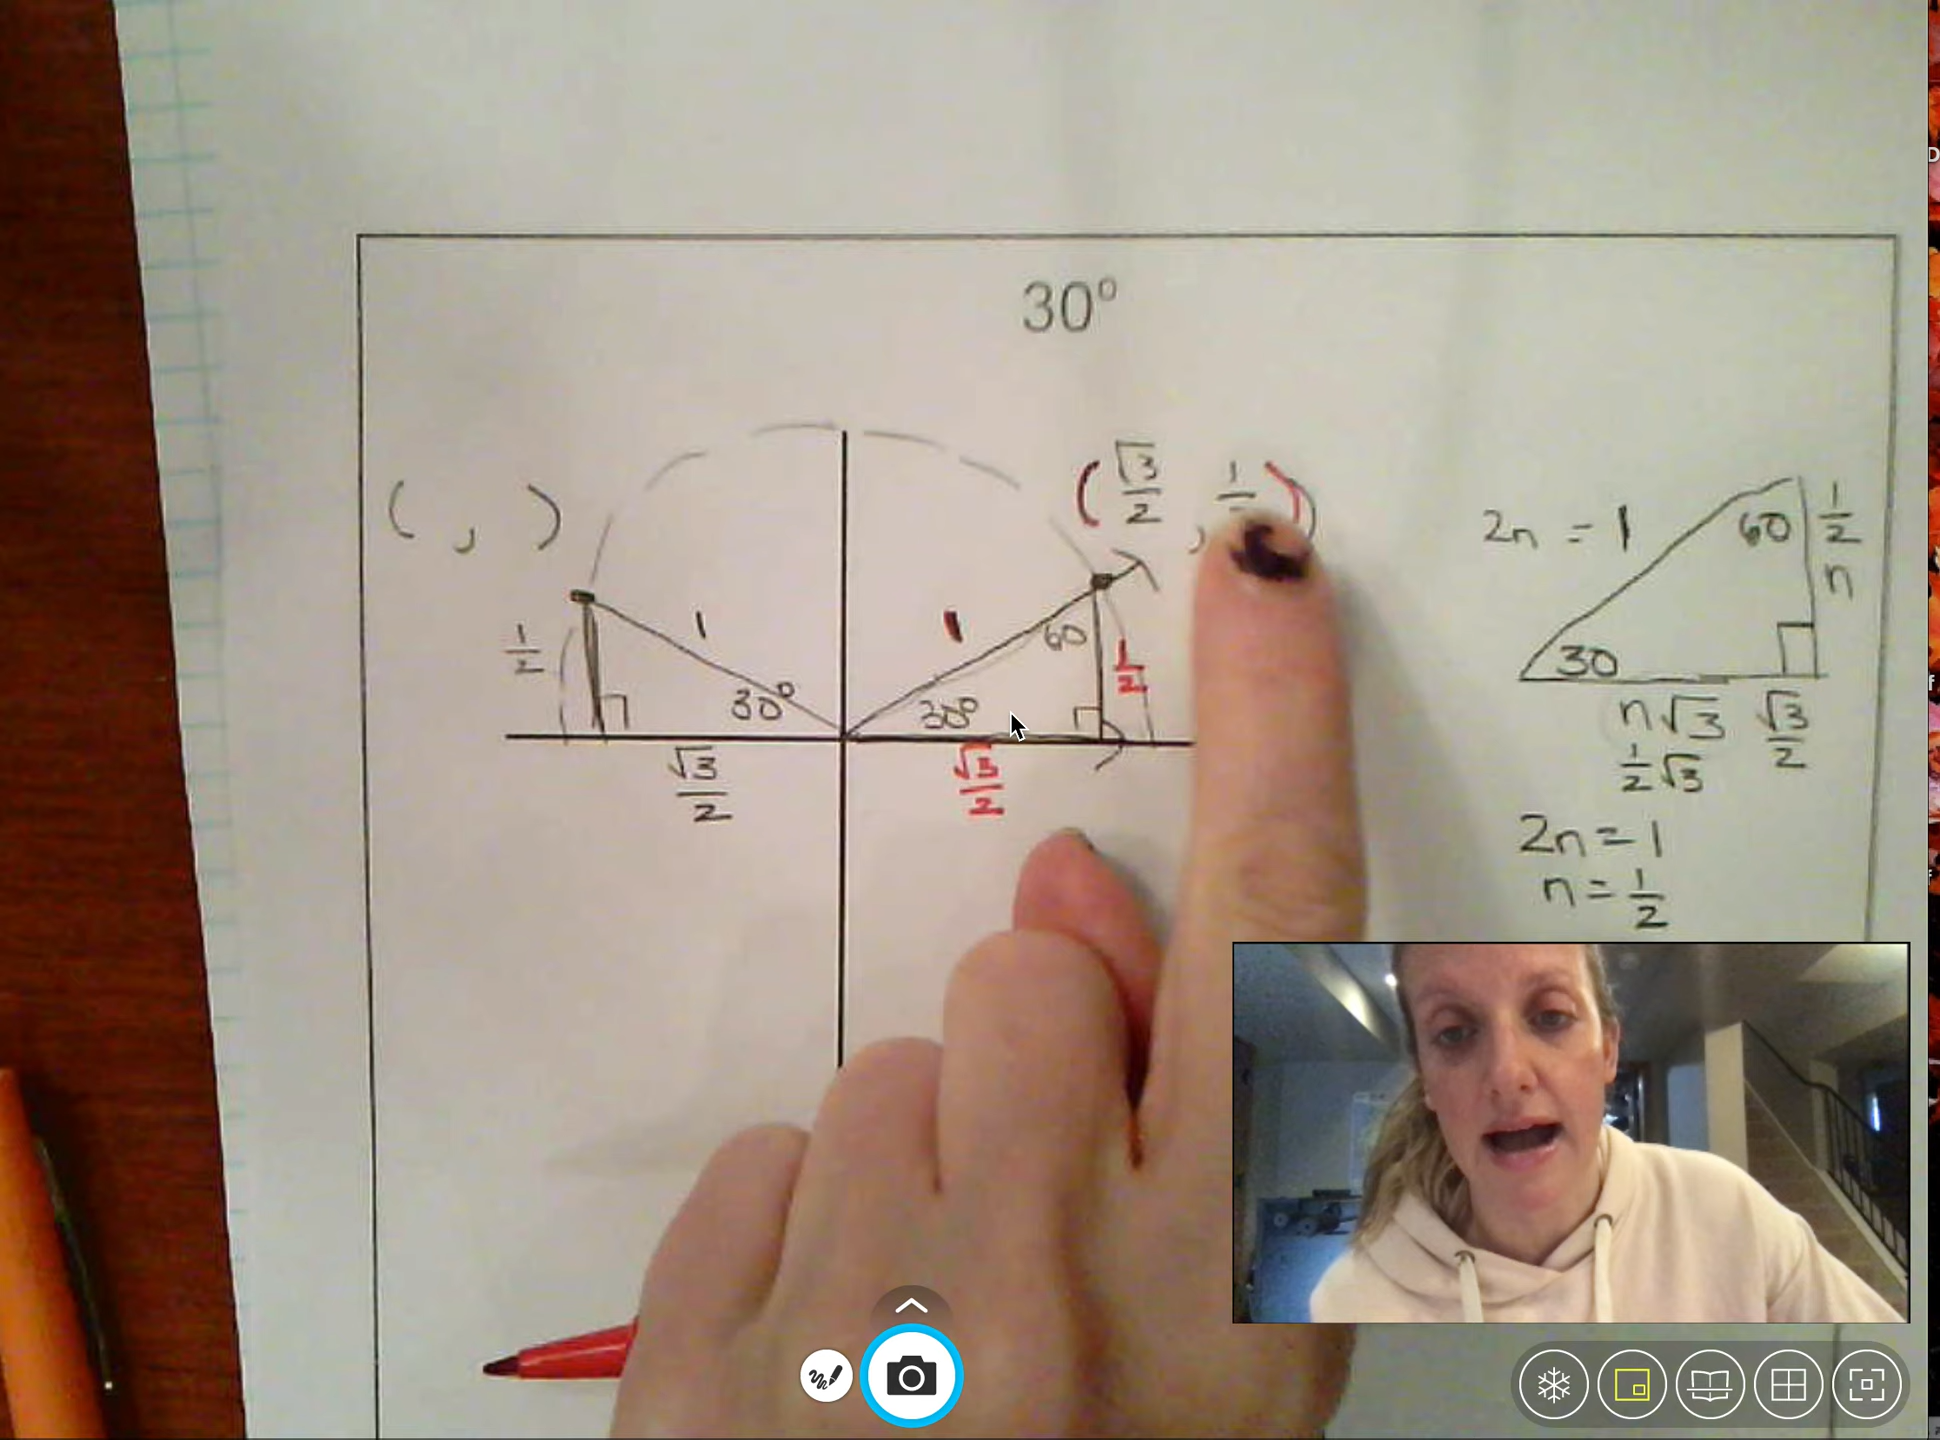 30°
( , )
(√3/2 , 1/
1/2
1
30°
√3/2
1
60
30°
1/2
√3/2
2n = 1
60
1/2
n
30
n√3
√3/2
1/2 √3
2n = 1
n = 1/2